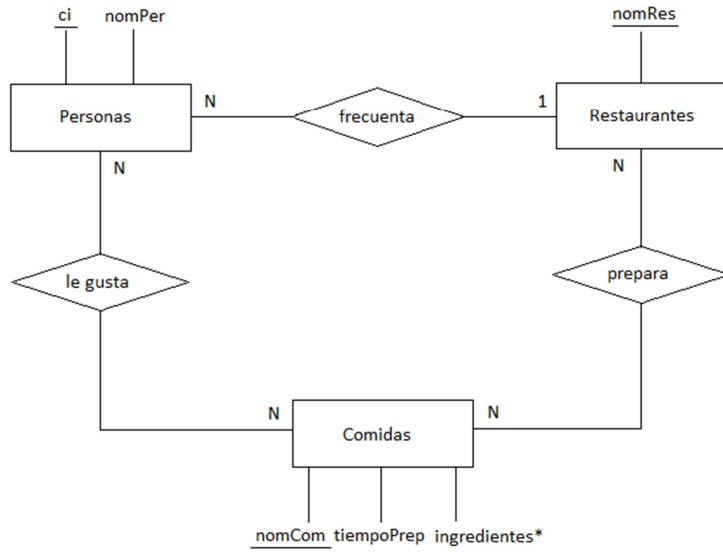 ci nomPer nomRes
N 1
Personas frecuenta Restaurantes
N N
le gusta prepara
N N
Comidas
nomCom tiempoPrep ingredientes*